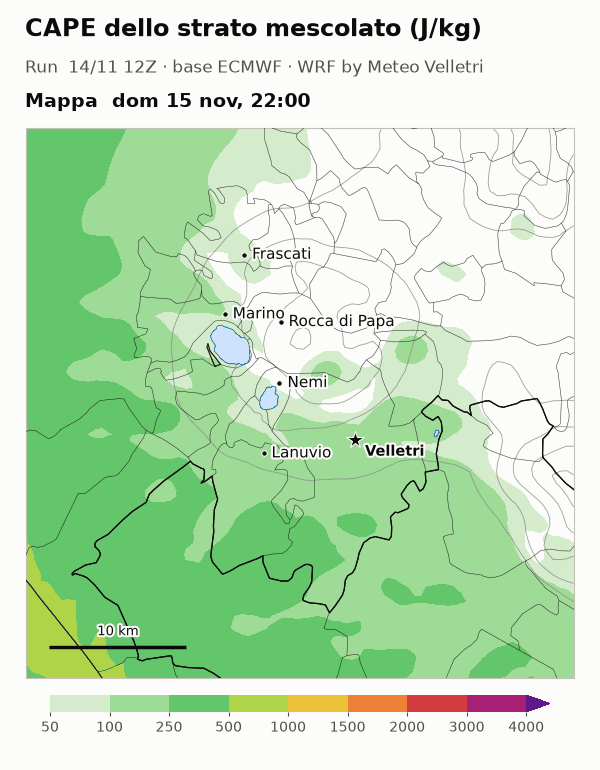 CAPE dello strato mescolato (J/kg)
Run  14/11 12Z · base ECMWF · WRF by Meteo Velletri
Mappa  dom 15 nov, 22:00
Frascati
Marino
Rocca di Papa
Nemi
Velletri
Lanuvio
10 km
50 100 250 500 1000 1500 2000 3000 4000